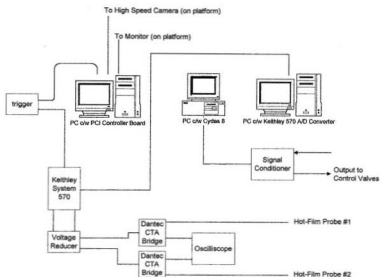 To High Speed Camera (on platform)
To Monitor (on platform)
trigger
PC c/w PCI Controller Board
PC c/w Cydas 8
PC c/w Keithley 570 A/D Converter
Signal
Conditioner
Output to
Control Valves
Keithley
System
570
Voltage
Reducer
Dantec
CTA
Bridge
Hot-Film Probe #1
Oscilliscope
Dantec
CTA
Bridge
Hot-Film Probe #2